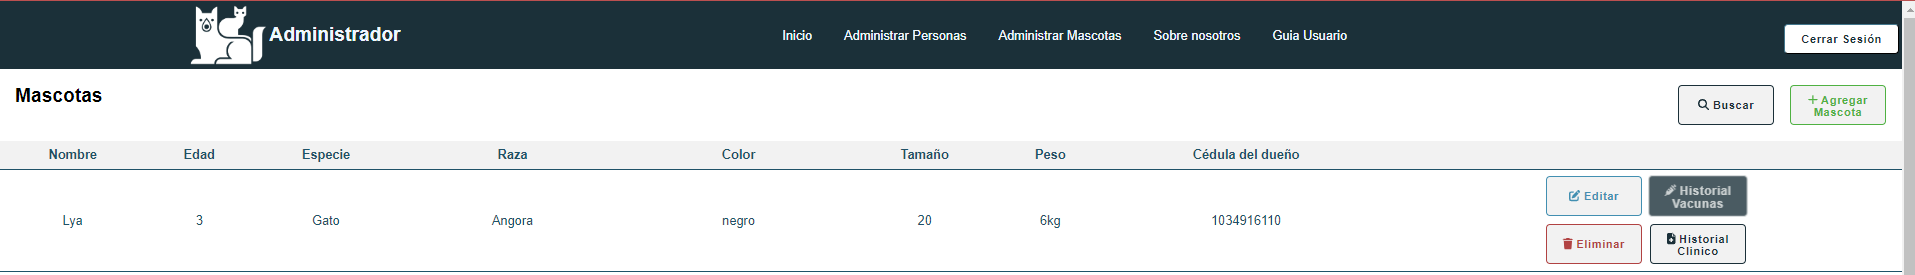 Administrador
Inicio Administrar Personas Administrar Mascotas Sobre nosotros Guia Usuario
Cerrar Sesión
Mascotas
Buscar
Agregar
Mascota
Nombre Edad Especie Raza Color Tamaño Peso Cédula del dueño
Lya 3 Gato Angora negro 20 6kg 1034916110
Editar
Historial
Vacunas
Eliminar
Historial
Clinico